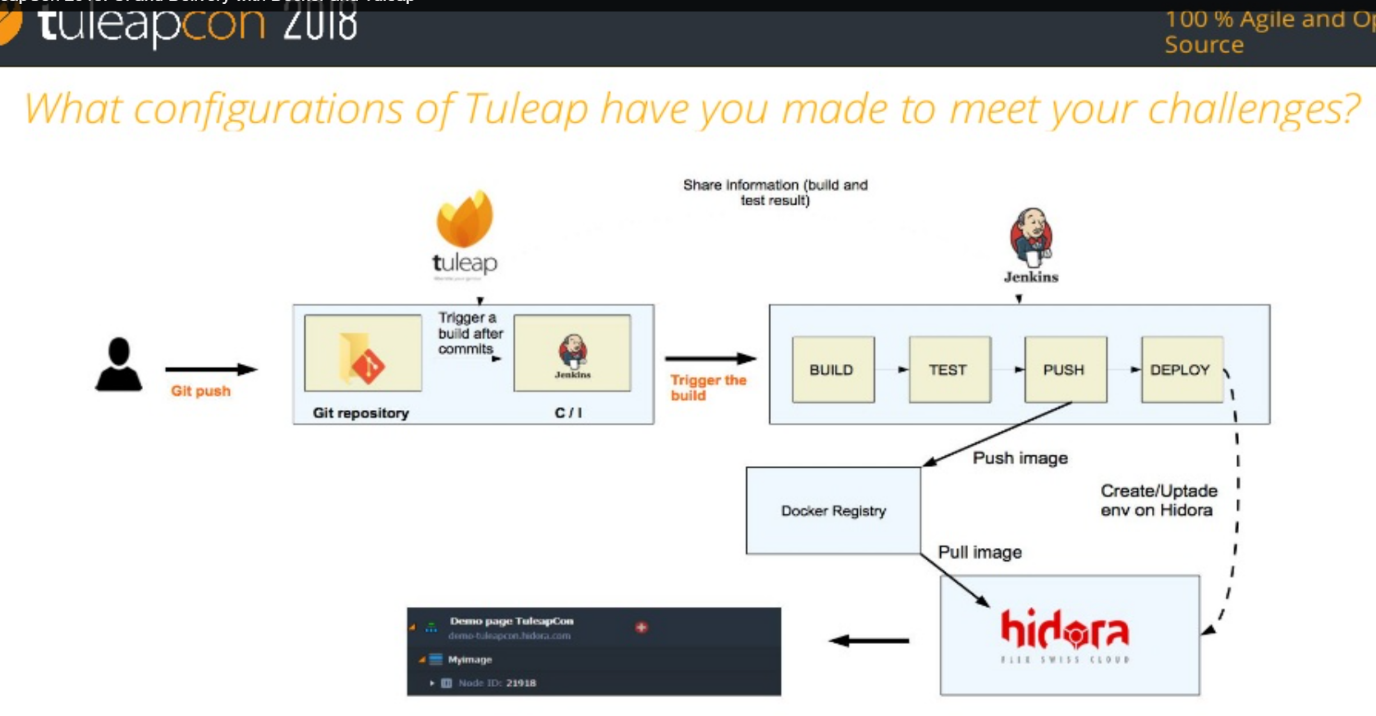 tuleapcon 2018
100 % Agile and Op
Source
What configurations of Tuleap have you made to meet your challenges?
Share information (build and
test result)
tuleap
Jenkins
Trigger a
build after
commits
Jenkins
Git push
Git repository
C / I
Trigger the
build
BUILD
TEST
PUSH
DEPLOY
Push image
Create/Uptade
env on Hidora
Docker Registry
Pull image
hidora
FLEX SWISS CLOUD
Demo page TuleapCon
demo-tuleapcon.hidora.com
Myimage
Node ID: 21918